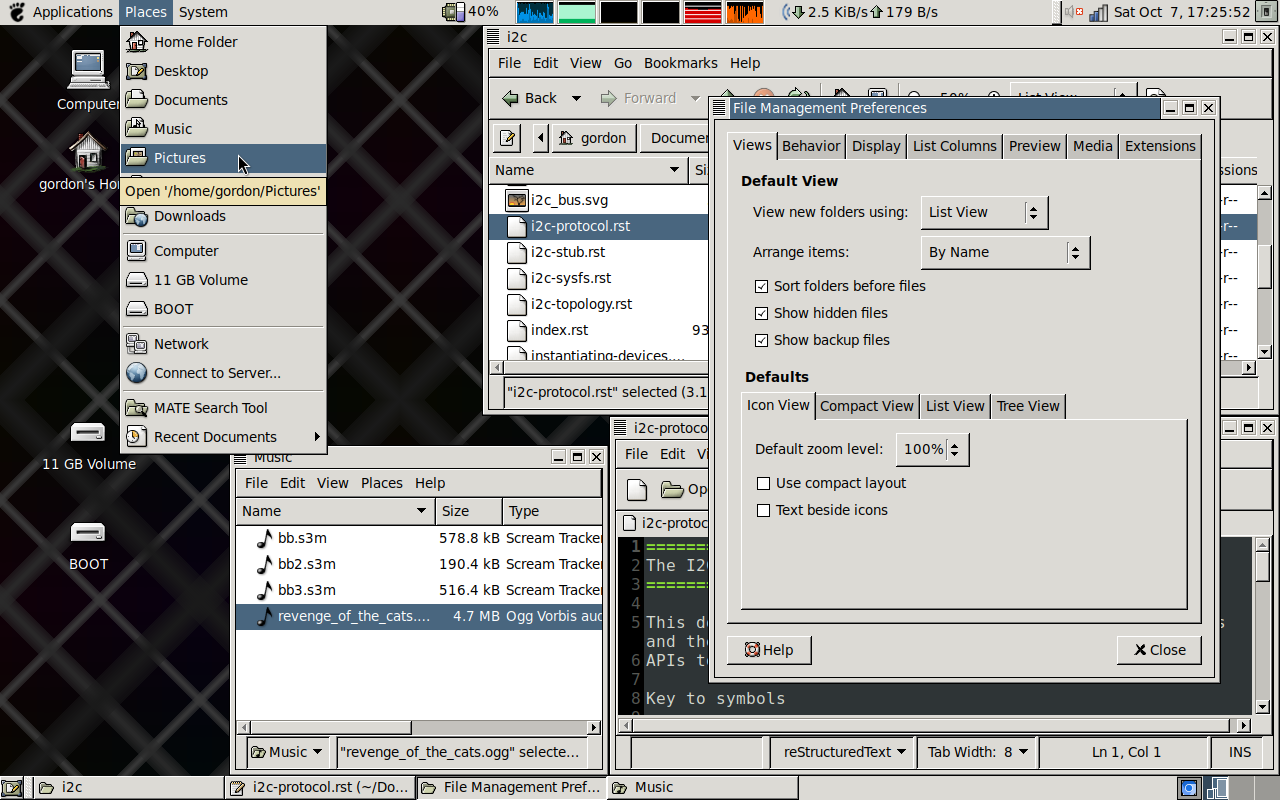 Applications Places System 40% 2.5 KiB/s 179 B/s Sat Oct 7, 17:25:52
Home Folder
Desktop
Documents
Music
Pictures
Open '/home/gordon/Pictures'
Downloads
Computer
11 GB Volume
BOOT
Network
Connect to Server...
MATE Search Tool
Recent Documents
Computer
gordon's Ho
11 GB Volume
BOOT
i2c
File Edit View Go Bookmarks Help
Back Forward
gordon Documen
Name Si
i2c_bus.svg
i2c-protocol.rst
i2c-stub.rst
i2c-sysfs.rst
i2c-topology.rst
index.rst 93
instantiating-devices....
"i2c-protocol.rst" selected (3.1
ssions
-r--
-r--
-r--
-r--
-r--
-r--
-r--
File Management Preferences
Views Behavior Display List Columns Preview Media Extensions
Default View
View new folders using: List View
Arrange items: By Name
Sort folders before files
Show hidden files
Show backup files
Defaults
Icon View Compact View List View Tree View
Default zoom level: 100%
Use compact layout
Text beside icons
Help Close
Music
File Edit View Places Help
Name Size Type
bb.s3m 578.8 kB Scream Tracker
bb2.s3m 190.4 kB Scream Tracker
bb3.s3m 516.4 kB Scream Tracker
revenge_of_the_cats.... 4.7 MB Ogg Vorbis aud
Music "revenge_of_the_cats.ogg" selecte...
i2c-protoco
File Edit Vi
Op
i2c-protoc
1 =======
2 The I2
3 =======
4
5 This d s
and th
6 APIs t
7
8 Key to symbols
reStructuredText Tab Width: 8 Ln 1, Col 1 INS
i2c i2c-protocol.rst (~/Do... File Management Pref... Music